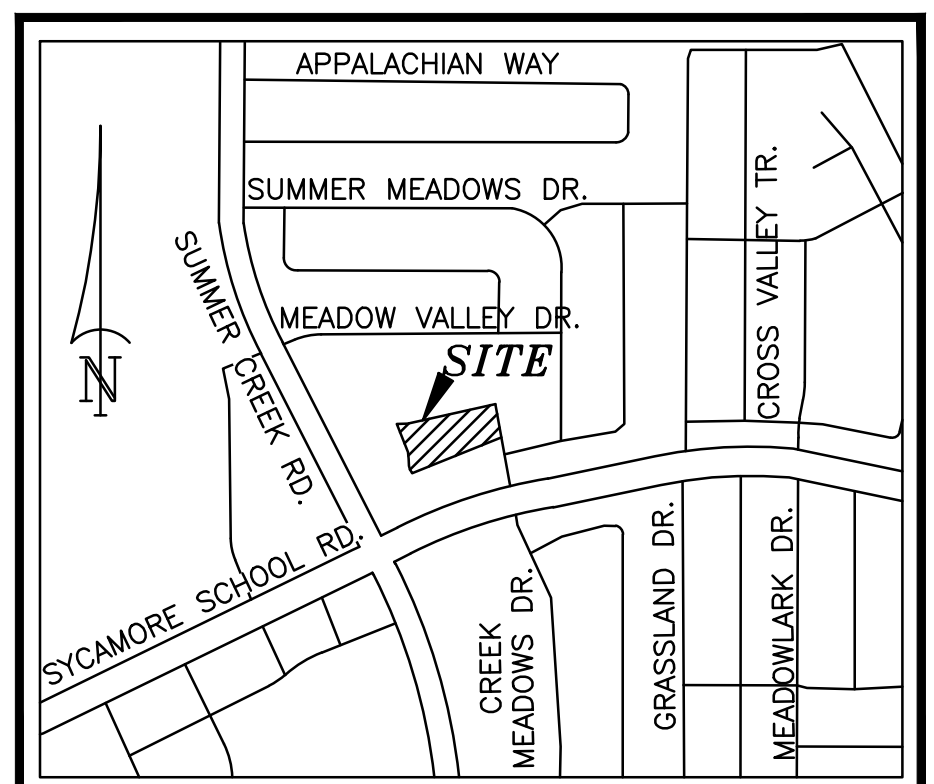 APPALACHIAN WAY
SUMMER MEADOWS DR.
CROSS VALLEY TR.
SUMMER CREEK RD.
MEADOW VALLEY DR.
SITE
N
SYCAMORE SCHOOL RD.
CREEK
MEADOWS DR.
GRASSLAND DR.
MEADOWLARK DR.